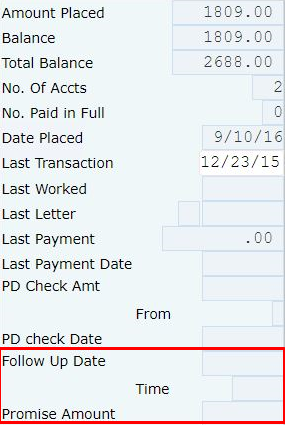 Amount Placed 1809.00
Balance 1809.00
Total Balance 2688.00
No. Of Accts 2
No. Paid in Full 0
Date Placed 9/10/16
Last Transaction 12/23/15
Last Worked
Last Letter
Last Payment .00
Last Payment Date
PD Check Amt
From
PD check Date
Follow Up Date
Time
Promise Amount